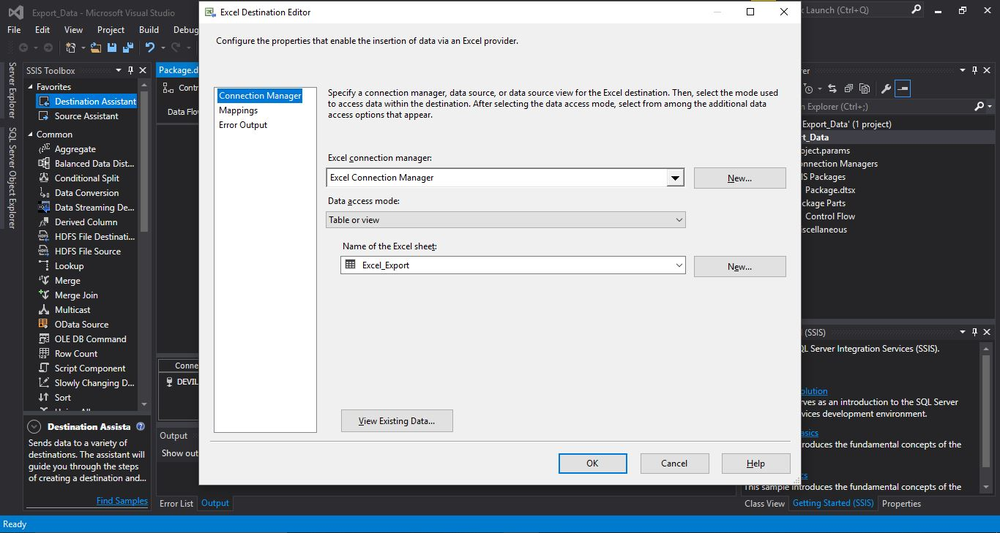 Export_Data - Microsoft Visual Studio
Launch (Ctrl+Q)
File Edit View Project Build Debug
SSIS Toolbox
Server Explorer
SQL Server Object Explorer
Favorites
Destination Assistant
Source Assistant
Common
Aggregate
Balanced Data Dist...
Conditional Split
Data Conversion
Data Streaming De...
Derived Column
HDFS File Destinati...
HDFS File Source
Lookup
Merge
Merge Join
Multicast
OData Source
OLE DB Command
Row Count
Script Component
Slowly Changing D...
Sort
Destination Assista
Sends data to a variety of
destinations. The assistant will
guide you through the steps
of creating a destination and...
Find Samples
Package.d
Contr
Data Flo
Conne
DEVIL
Output
Show out
Error List Output
Excel Destination Editor
Configure the properties that enable the insertion of data via an Excel provider.
Connection Manager
Mappings
Error Output
Specify a connection manager, data source, or data source view for the Excel destination. Then, select the mode used
to access data within the destination. After selecting the data access mode, select from among the additional data
access options that appear.
Excel connection manager:
Excel Connection Manager
New...
Data access mode:
Table or view
Name of the Excel sheet:
Excel_Export
New...
View Existing Data...
OK Cancel Help
rer
n Explorer (Ctrl+;)
Export_Data' (1 project)
rt_Data
oject.params
nnection Managers
IS Packages
Package.dtsx
ckage Parts
Control Flow
scellaneous
(SSIS)
QL Server Integration Services (SSIS).
olution
rves as an introduction to the SQL Server
vices development environment.
asics
roduces the fundamental concepts of the
cs
This sample introduces the fundamental concepts of the
Class View Getting Started (SSIS) Properties
Ready